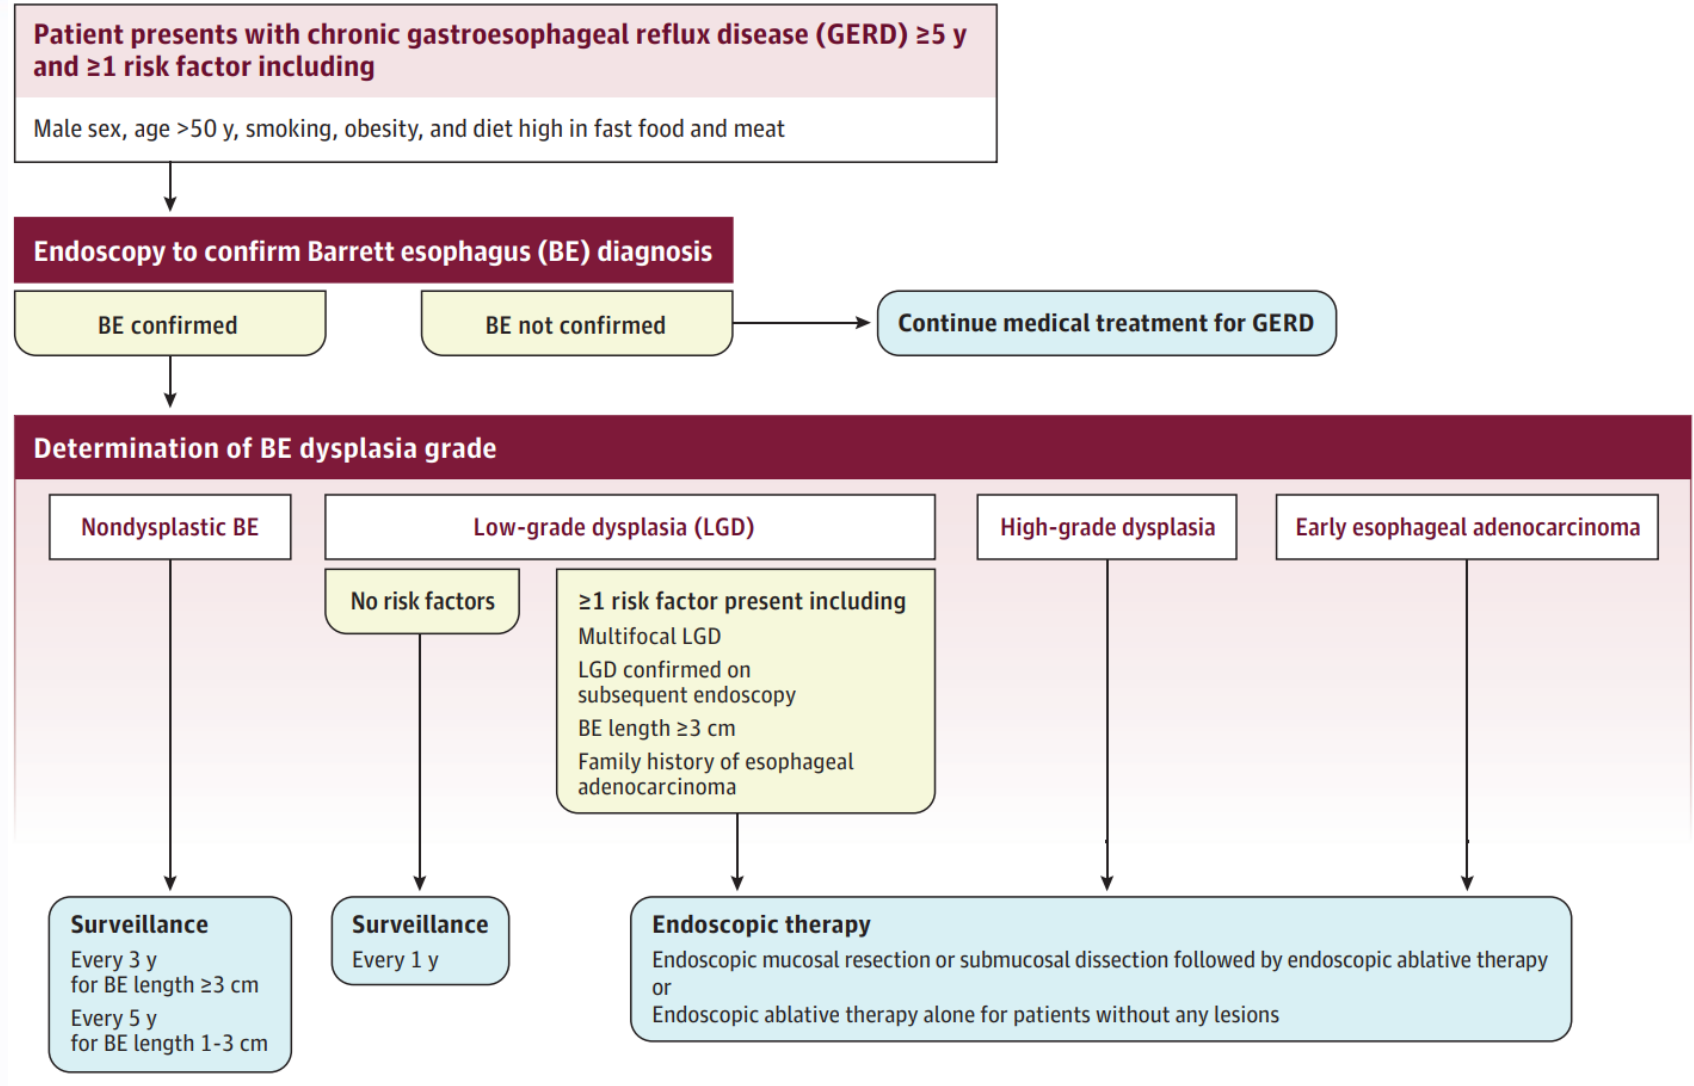 Patient presents with chronic gastroesophageal reflux disease (GERD) ≥5 y
and ≥1 risk factor including
Male sex, age >50 y, smoking, obesity, and diet high in fast food and meat
Endoscopy to confirm Barrett esophagus (BE) diagnosis
BE confirmed
BE not confirmed
Continue medical treatment for GERD
Determination of BE dysplasia grade
Nondysplastic BE
Low-grade dysplasia (LGD)
High-grade dysplasia
Early esophageal adenocarcinoma
No risk factors
≥1 risk factor present including
Multifocal LGD
LGD confirmed on
subsequent endoscopy
BE length ≥3 cm
Family history of esophageal
adenocarcinoma
Surveillance
Every 3 y
for BE length ≥3 cm
Every 5 y
for BE length 1-3 cm
Surveillance
Every 1 y
Endoscopic therapy
Endoscopic mucosal resection or submucosal dissection followed by endoscopic ablative therapy
or
Endoscopic ablative therapy alone for patients without any lesions